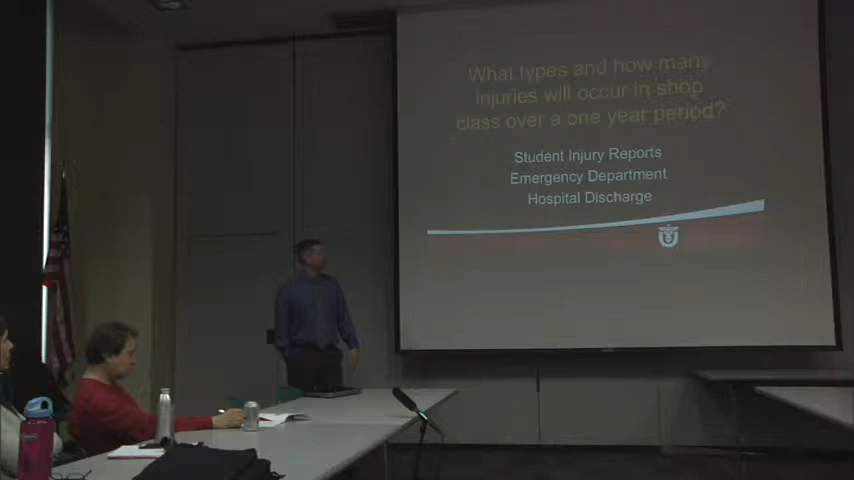 What types and how many
injuries will occur in shop
class over a one year period?
Student Injury Reports
Emergency Department
Hospital Discharge